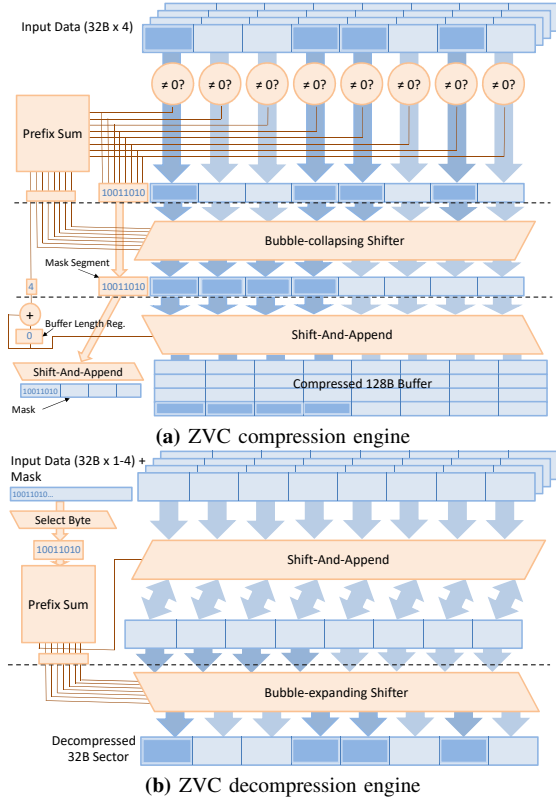 Input Data (32B x 4)
≠ 0? ≠ 0? ≠ 0? ≠ 0? ≠ 0? ≠ 0? ≠ 0? ≠ 0?
Prefix Sum
10011010
Bubble-collapsing Shifter
Mask Segment
4
10011010
+
Buffer Length Reg.
0
Shift-And-Append
Shift-And-Append
Compressed 128B Buffer
10011010
Mask
(a) ZVC compression engine
Input Data (32B x 1-4) +
Mask
10011010...
Select Byte
10011010
Shift-And-Append
Prefix Sum
Bubble-expanding Shifter
Decompressed
32B Sector
(b) ZVC decompression engine